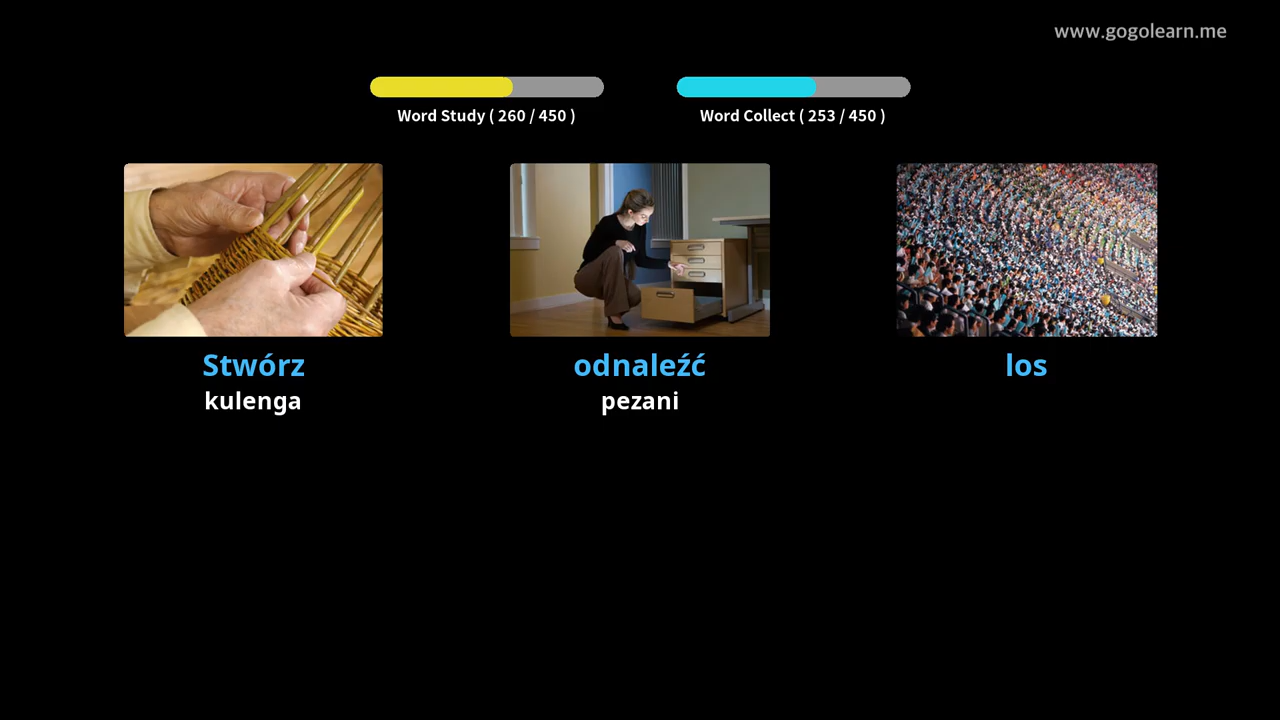 www.gogolearn.me
Word Study ( 260 / 450 )
Word Collect ( 253 / 450 )
Stwórz
kulenga
odnaleźć
pezani
los